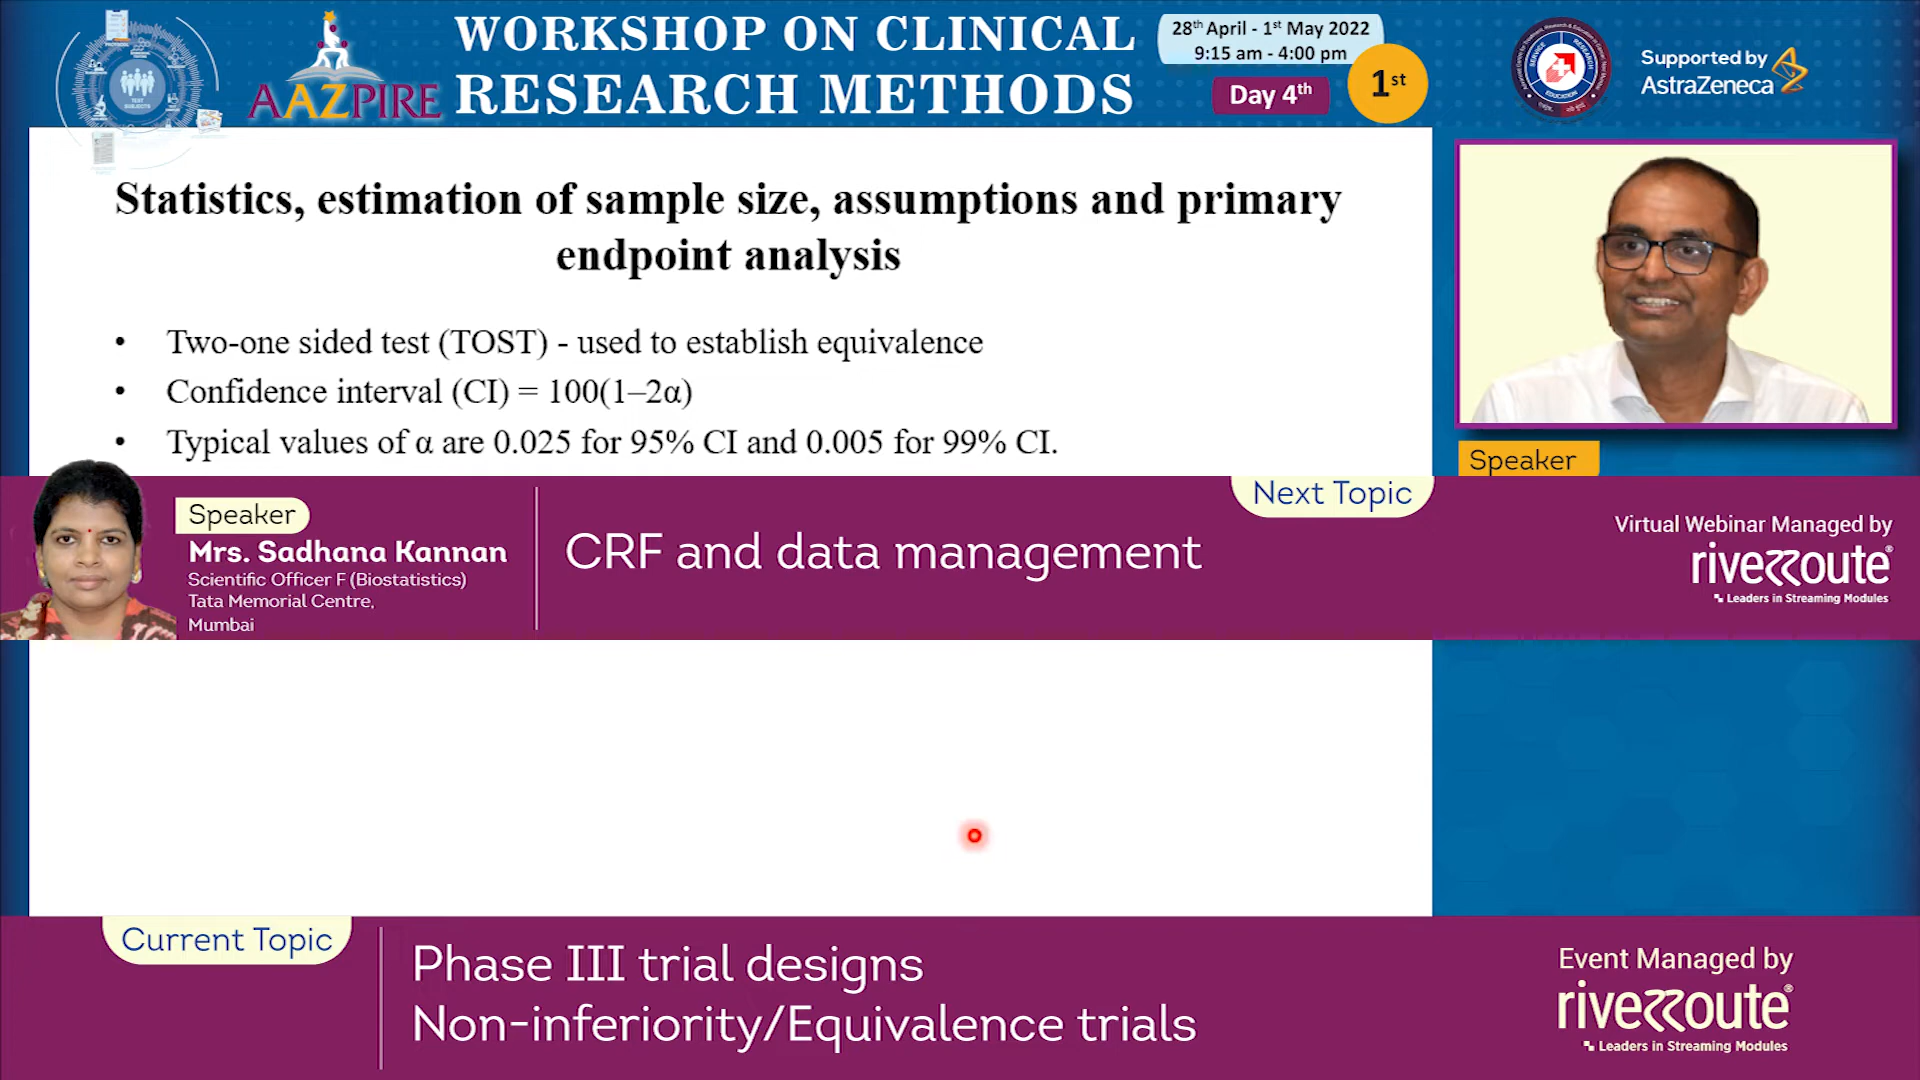 AAZPIRE
WORKSHOP ON CLINICAL
RESEARCH METHODS
28th April - 1st May 2022
9:15 am - 4:00 pm
Day 4th
1st
SERVICE
RESEARCH
EDUCATION
Supported by
AstraZeneca
TEST
SUBJECTS
Statistics, estimation of sample size, assumptions and primary
endpoint analysis
• Two-one sided test (TOST) - used to establish equivalence
• Confidence interval (CI) = 100(1–2α)
• Typical values of α are 0.025 for 95% CI and 0.005 for 99% CI.
Speaker
Speaker
Mrs. Sadhana Kannan
Scientific Officer F (Biostatistics)
Tata Memorial Centre,
Mumbai
Next Topic
CRF and data management
Virtual Webinar Managed by
riverroute®
Leaders in Streaming Modules
Current Topic
Phase III trial designs
Non-inferiority/Equivalence trials
Event Managed by
riverroute®
Leaders in Streaming Modules